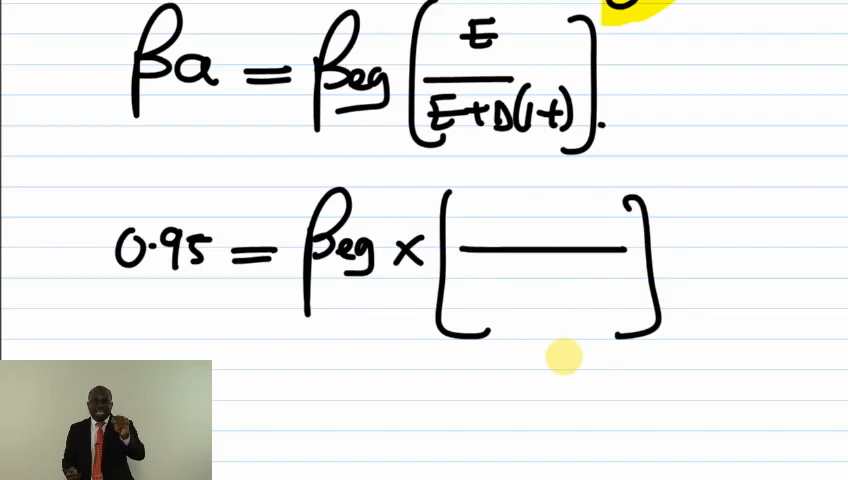 βa = βeg [ E / E+D(1-t) ].
0.95 = βeg × [ ]